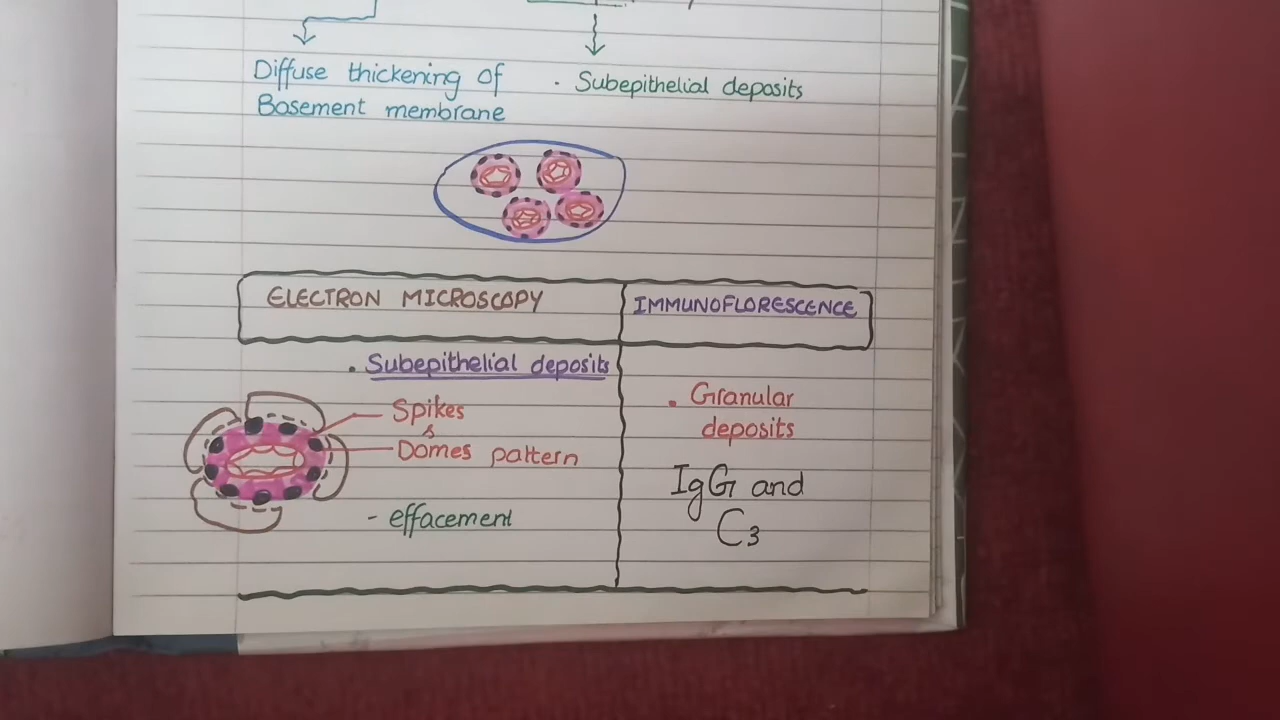 Diffuse thickening of
Basement membrane
. Subepithelial deposits
ELECTRON MICROSCOPY
IMMUNOFLORESCENCE
. Subepithelial deposits
Spikes
&
Domes pattern
- effacement
. Granular
deposits
IgG and
C3